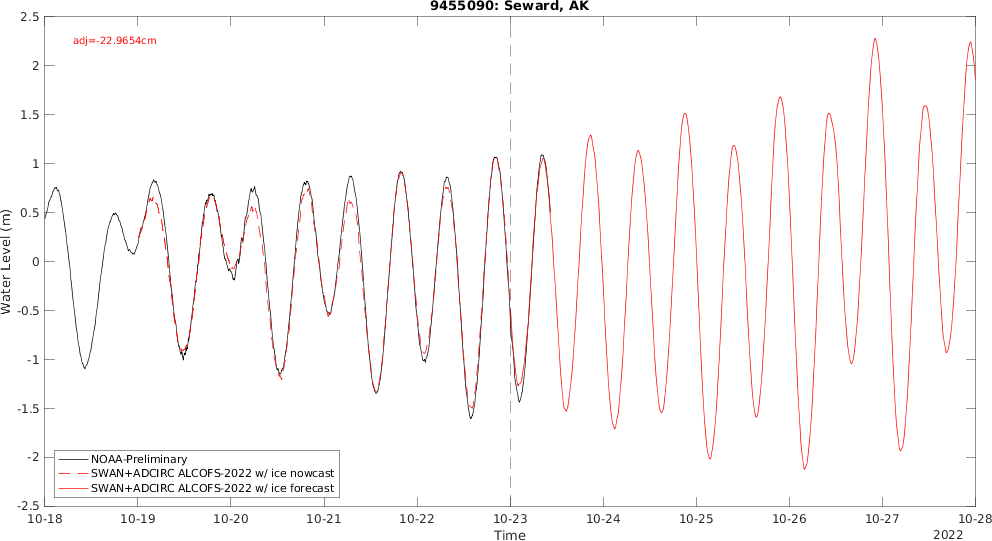 9455090: Seward, AK
adj=-22.9654cm
2.5
2
1.5
1
0.5
0
-0.5
-1
-1.5
-2
-2.5
Water Level (m)
NOAA-Preliminary
SWAN+ADCIRC ALCOFS-2022 w/ ice nowcast
SWAN+ADCIRC ALCOFS-2022 w/ ice forecast
10-18 10-19 10-20 10-21 10-22 10-23 10-24 10-25 10-26 10-27 10-28
Time
2022